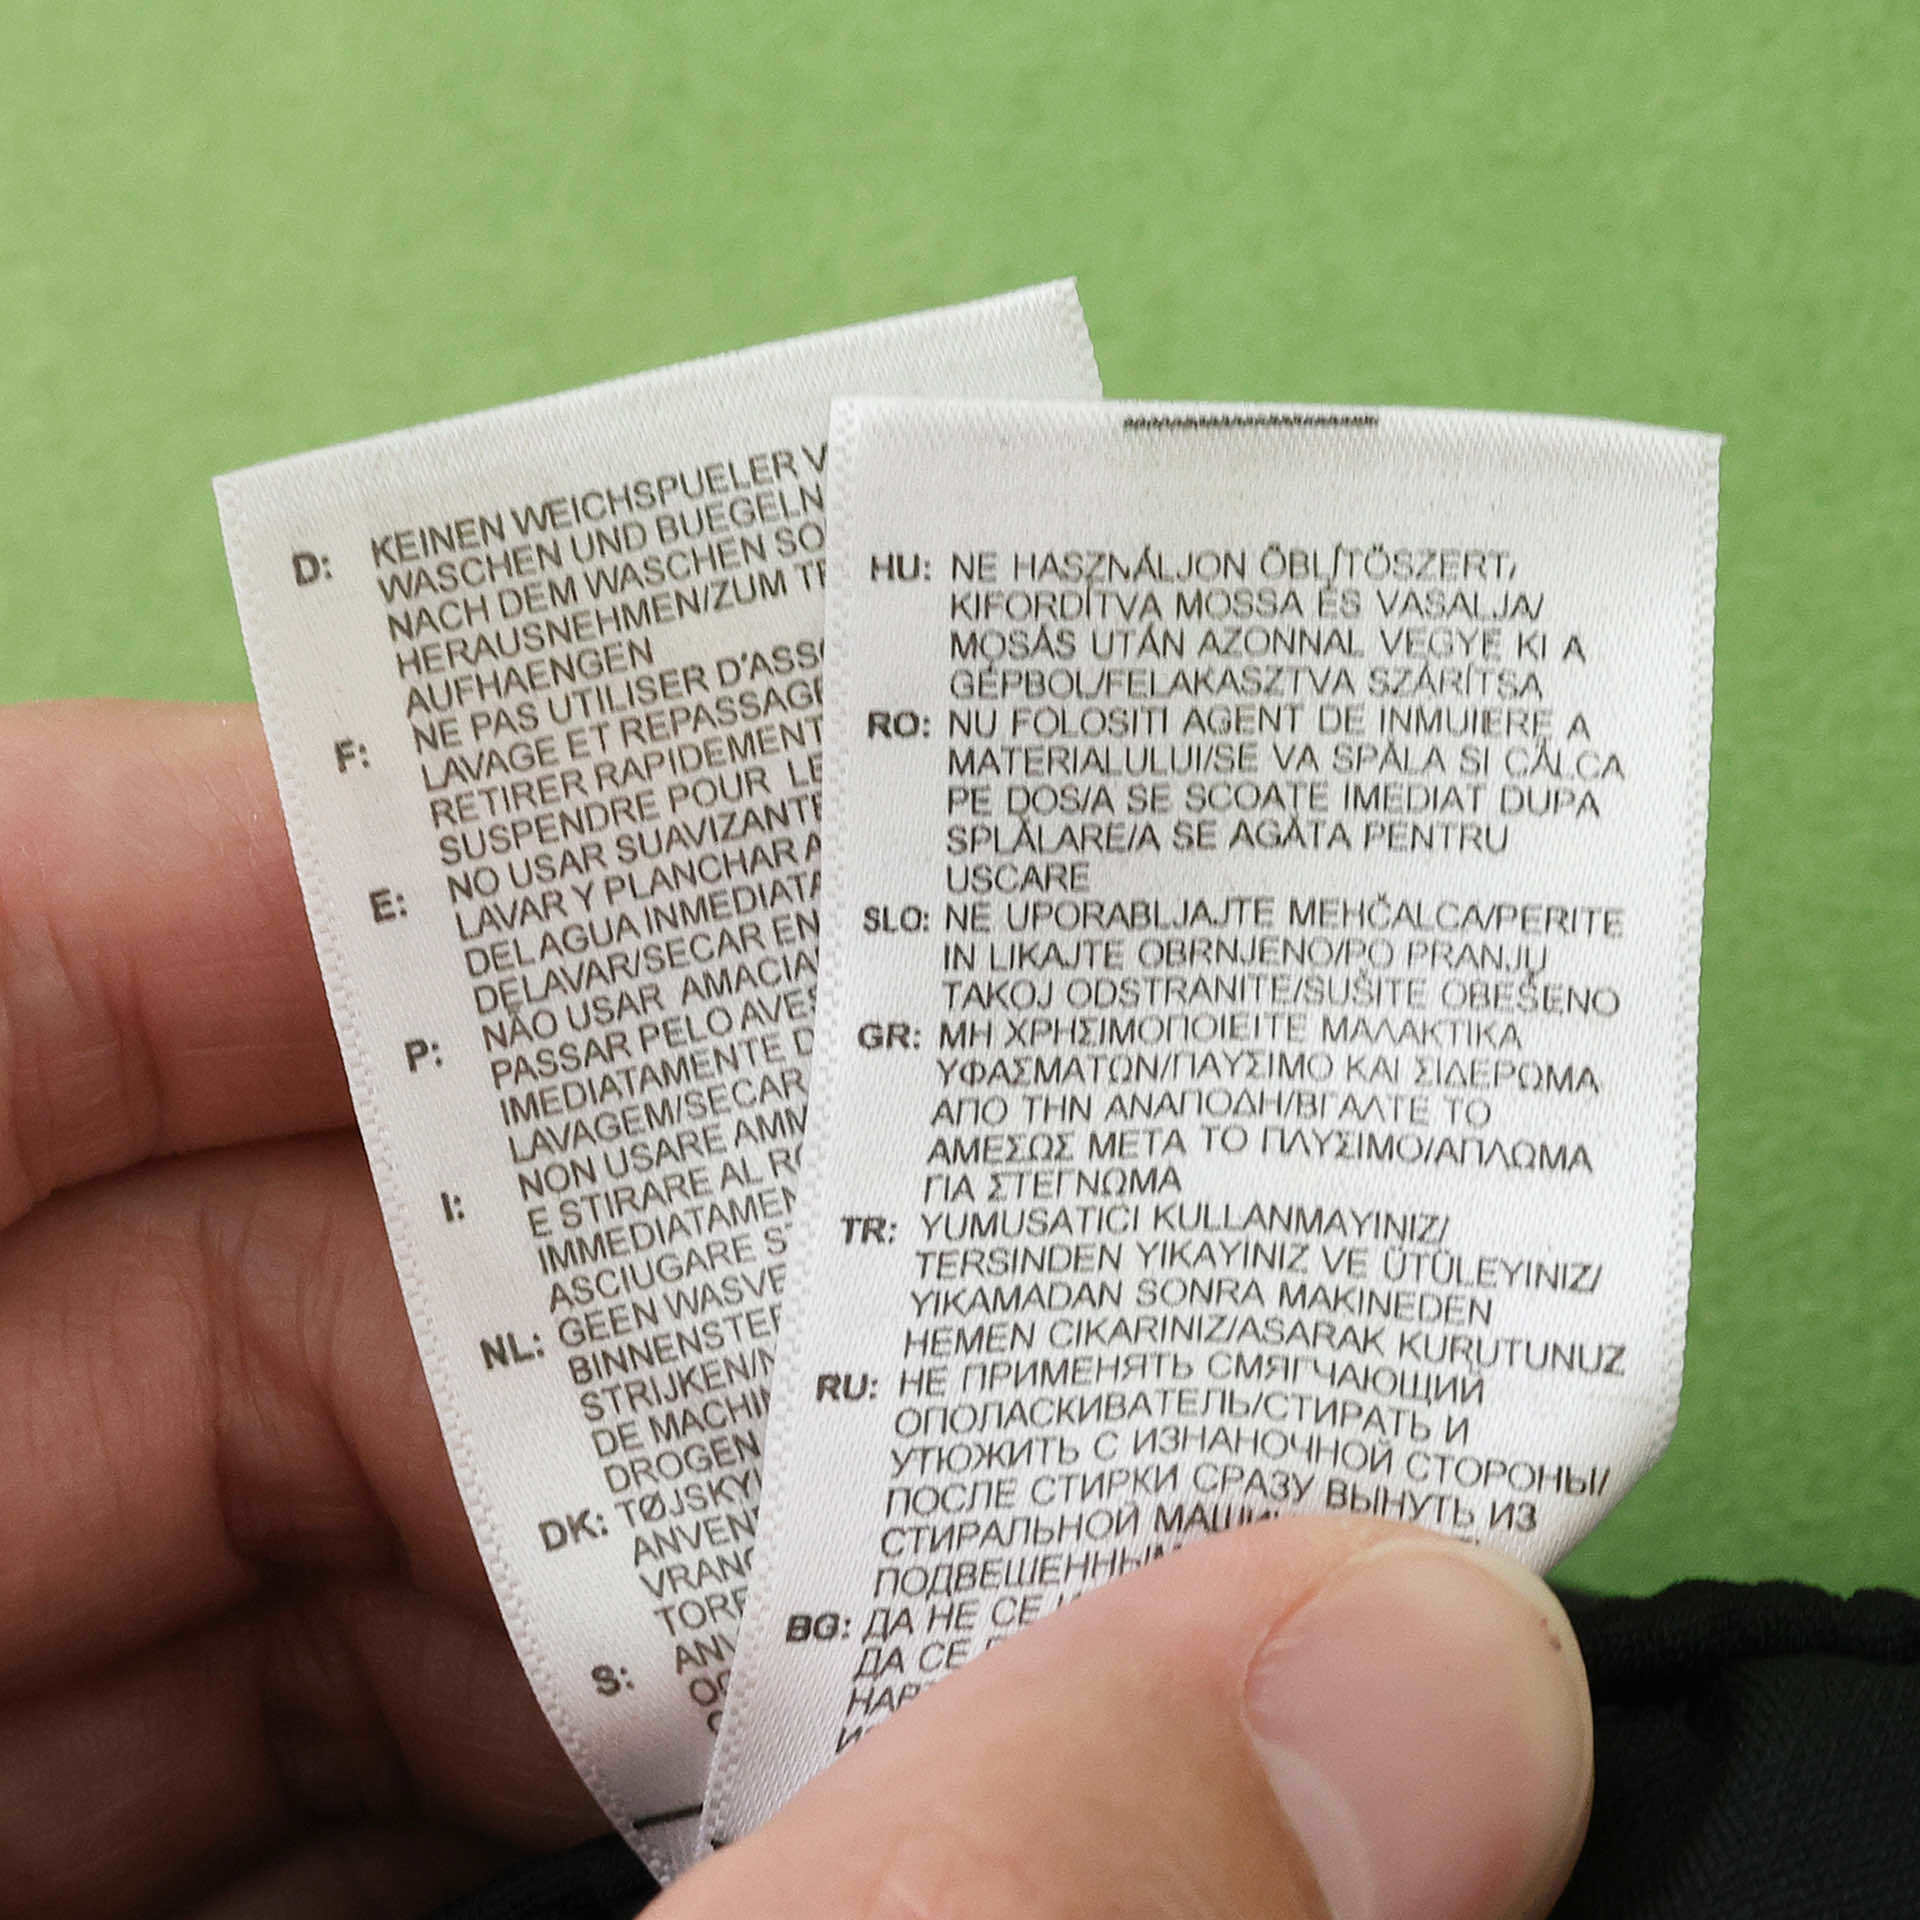 D: KEINEN WEICHSPUELER
WASCHEN UND BUEGELN
NACH DEM WASCHEN
HERAUSNEHMEN/ZUM
AUFHAENGEN
F: NE PAS UTILISER
LAVAGE ET REPASSAGE
RETIRER RAPIDEMENT
SUSPENDRE POUR
E: NO USAR SUAVIZANTE
LAVAR Y PLANCHAR
DEL AGUA
DELAVAR/SECAR EN
P: NÃO USAR
PASSAR PELO
IMEDIATAMENTE
LAVAGEM/SECAR
I: NON USARE
E STIRARE AL
ASCIUGARE
NL: GEEN
STRIJKEN/
DE
DROGEN
DK:
S:
HU: NE HASZNÁLJON ÖBLÍTÖSZERT/
KIFORDÍTVA MOSSA ÉS VASALJA/
MOSÁS UTÁN AZONNAL VEGYE KI A
GÉPBOL/FELAKASZTVA SZÁRÍTSA
RO: NU FOLOSITI AGENT DE INMUIERE A
MATERIALULUI/SE VA SPĂLA SI CĂLCA
PE DOS/A SE SCOATE IMEDIAT DUPA
SPLĂLARE/A SE AGĂTA PENTRU
USCARE
SLO: NE UPORABLJAJTE MEHČALCA/PERITE
IN LIKAJTE OBRNJENO/PO PRANJU
TAKOJ ODSTRANITE/SUŠITE OBEŠENO
GR: ΜΗ ΧΡΗΣΙΜΟΠΟΙΕΙΤΕ ΜΑΛΑΚΤΙΚΑ
ΥΦΑΣΜΑΤΩΝ/ΠΛΥΣΙΜΟ ΚΑΙ ΣΙΔΕΡΩΜΑ
ΑΠΟ ΤΗΝ ΑΝΑΠΟΔΗ/ΒΓΑΛΤΕ ΤΟ
ΑΜΕΣΩΣ ΜΕΤΑ ΤΟ ΠΛΥΣΙΜΟ/ΑΠΛΩΜΑ
ΓΙΑ ΣΤΕΓΝΩΜΑ
TR: YUMUSATICI KULLANMAYINIZ/
TERSINDEN YIKAYINIZ VE ÜTÜLEYINIZ/
YIKAMADAN SONRA MAKINEDEN
HEMEN CIKARINIZ/ASARAK KURUTUNUZ
RU: НЕ ПРИМЕНЯТЬ СМЯГЧАЮЩИЙ
ОПОЛАСКИВАТЕЛЬ/СТИРАТЬ И
УТЮЖИТЬ С ИЗНАНОЧНОЙ СТОРОНЫ/
ПОСЛЕ СТИРКИ СРАЗУ ВЫНУТЬ ИЗ
СТИРАЛЬНОЙ
BG: ДА НЕ СЕ
ДА СЕ